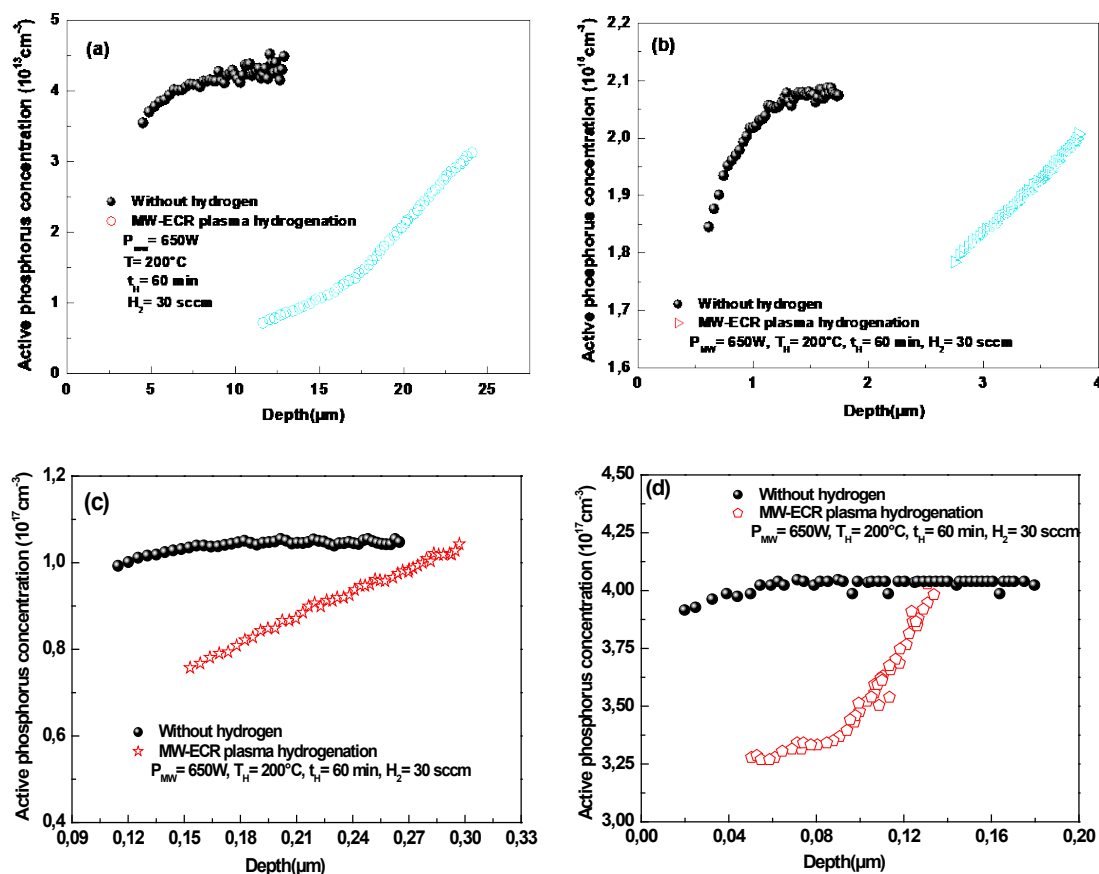 (a)
Active phosphorus concentration (10¹³cm⁻³)
5
4
3
2
1
0
Without hydrogen
MW-ECR plasma hydrogenation
P = 650W
T= 200°C
t_H = 60 min
H₂= 30 sccm
0 5 10 15 20 25
Depth(µm)
(b)
Active phosphorus concentration (10¹⁵cm⁻³)
2,2
2,1
2,0
1,9
1,8
1,7
1,6
Without hydrogen
MW-ECR plasma hydrogenation
P_MW= 650W, T_H= 200°C, t_H= 60 min, H₂= 30 sccm
0 1 2 3 4
Depth(µm)
(c)
Active phosphorus concentration (10¹⁷cm⁻³)
1,2
1,0
0,8
0,6
0,4
Without hydrogen
MW-ECR plasma hydrogenation
P_MW= 650W, T_H= 200°C, t_H= 60 min, H₂= 30 sccm
0,09 0,12 0,15 0,18 0,21 0,24 0,27 0,30 0,33
Depth(µm)
(d)
Active phosphorus concentration (10¹⁷cm⁻³)
4,50
4,25
4,00
3,75
3,50
3,25
3,00
Without hydrogen
MW-ECR plasma hydrogenation
P_MW= 650W, T_H= 200°C, t_H= 60 min, H₂= 30 sccm
0,00 0,04 0,08 0,12 0,16 0,20
Depth(µm)